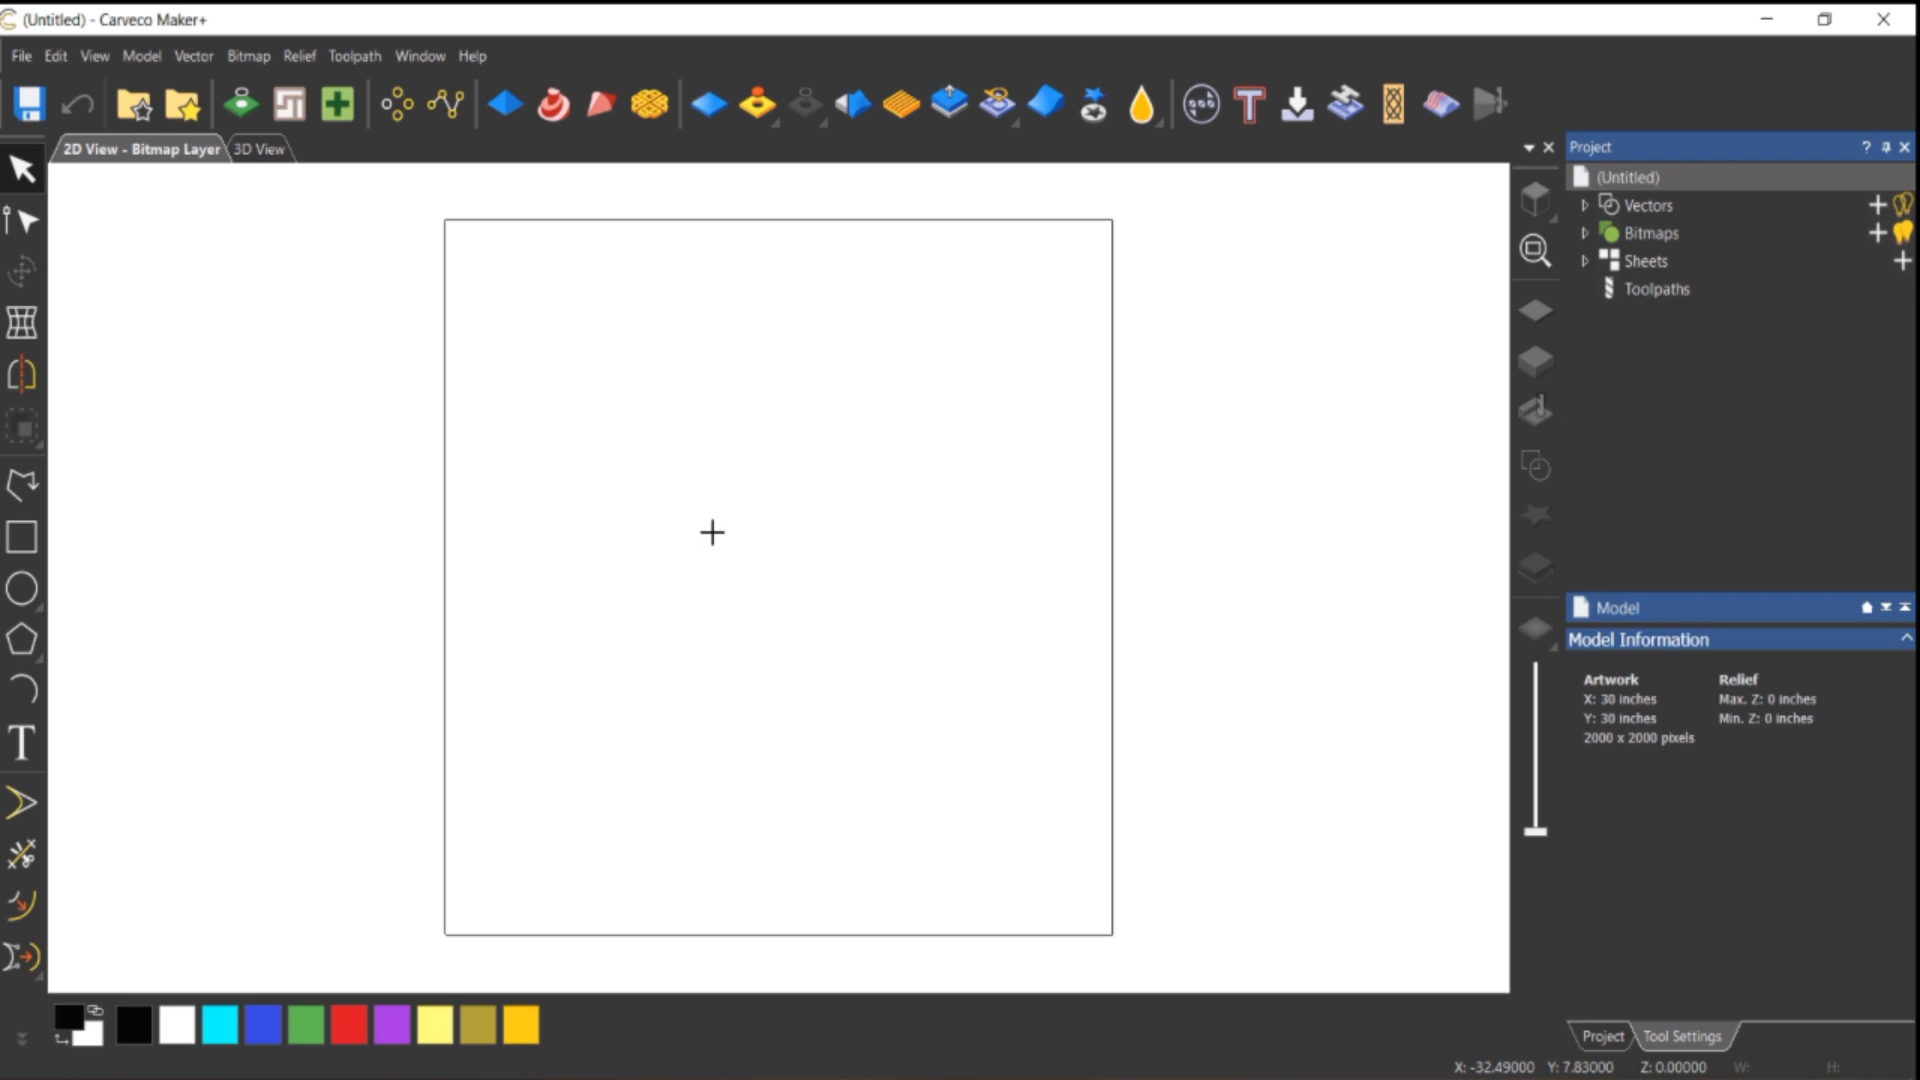 (Untitled) - Carveco Maker+
File Edit View Model Vector Bitmap Relief Toolpath Window Help
2D View - Bitmap Layer 3D View
Project
(Untitled)
Vectors
Bitmaps
Sheets
Toolpaths
Model
Model Information
Artwork Relief
X: 30 inches Max. Z: 0 inches
Y: 30 inches Min. Z: 0 inches
2000 x 2000 pixels
Project Tool Settings
X: -32.49000 Y: 7.83000 Z: 0.00000 W: H: